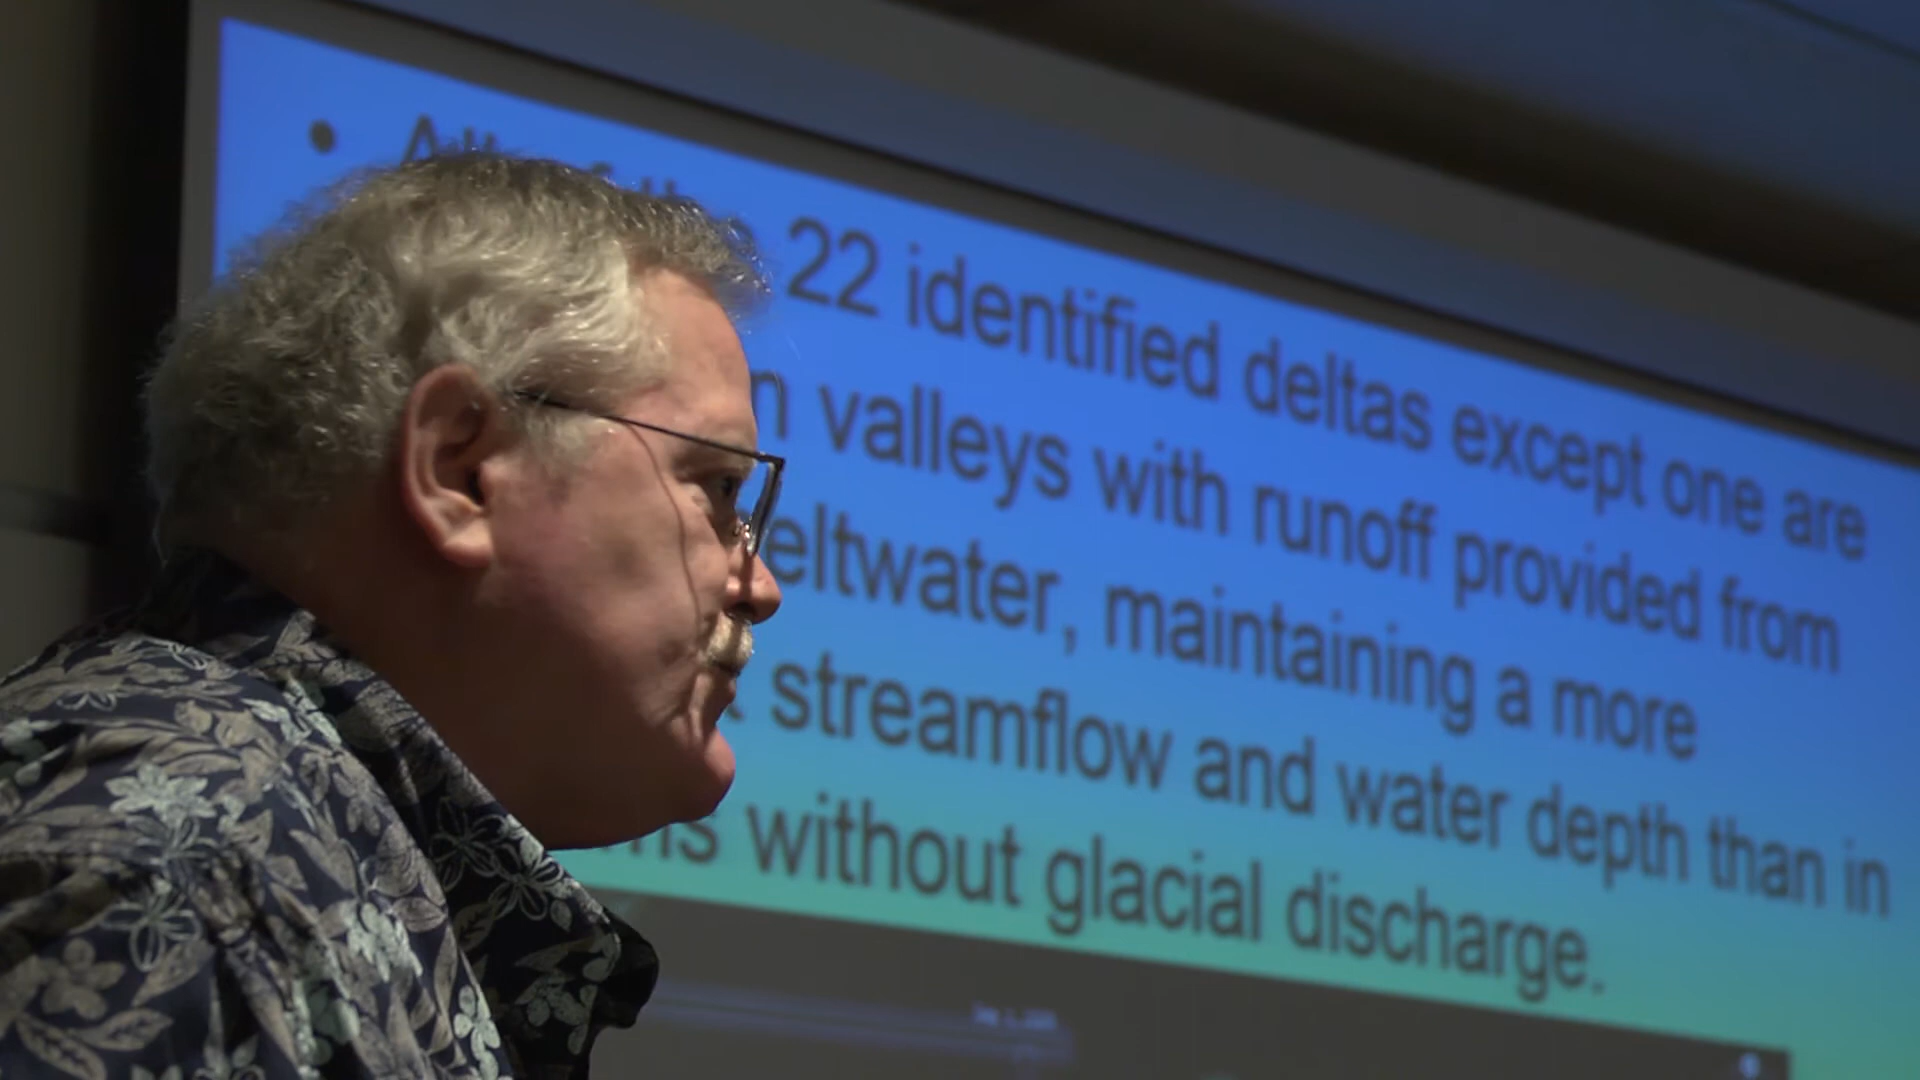 22 identified deltas except one are
valleys with runoff provided from
eltwater, maintaining a more
streamflow and water depth than in
without glacial discharge.